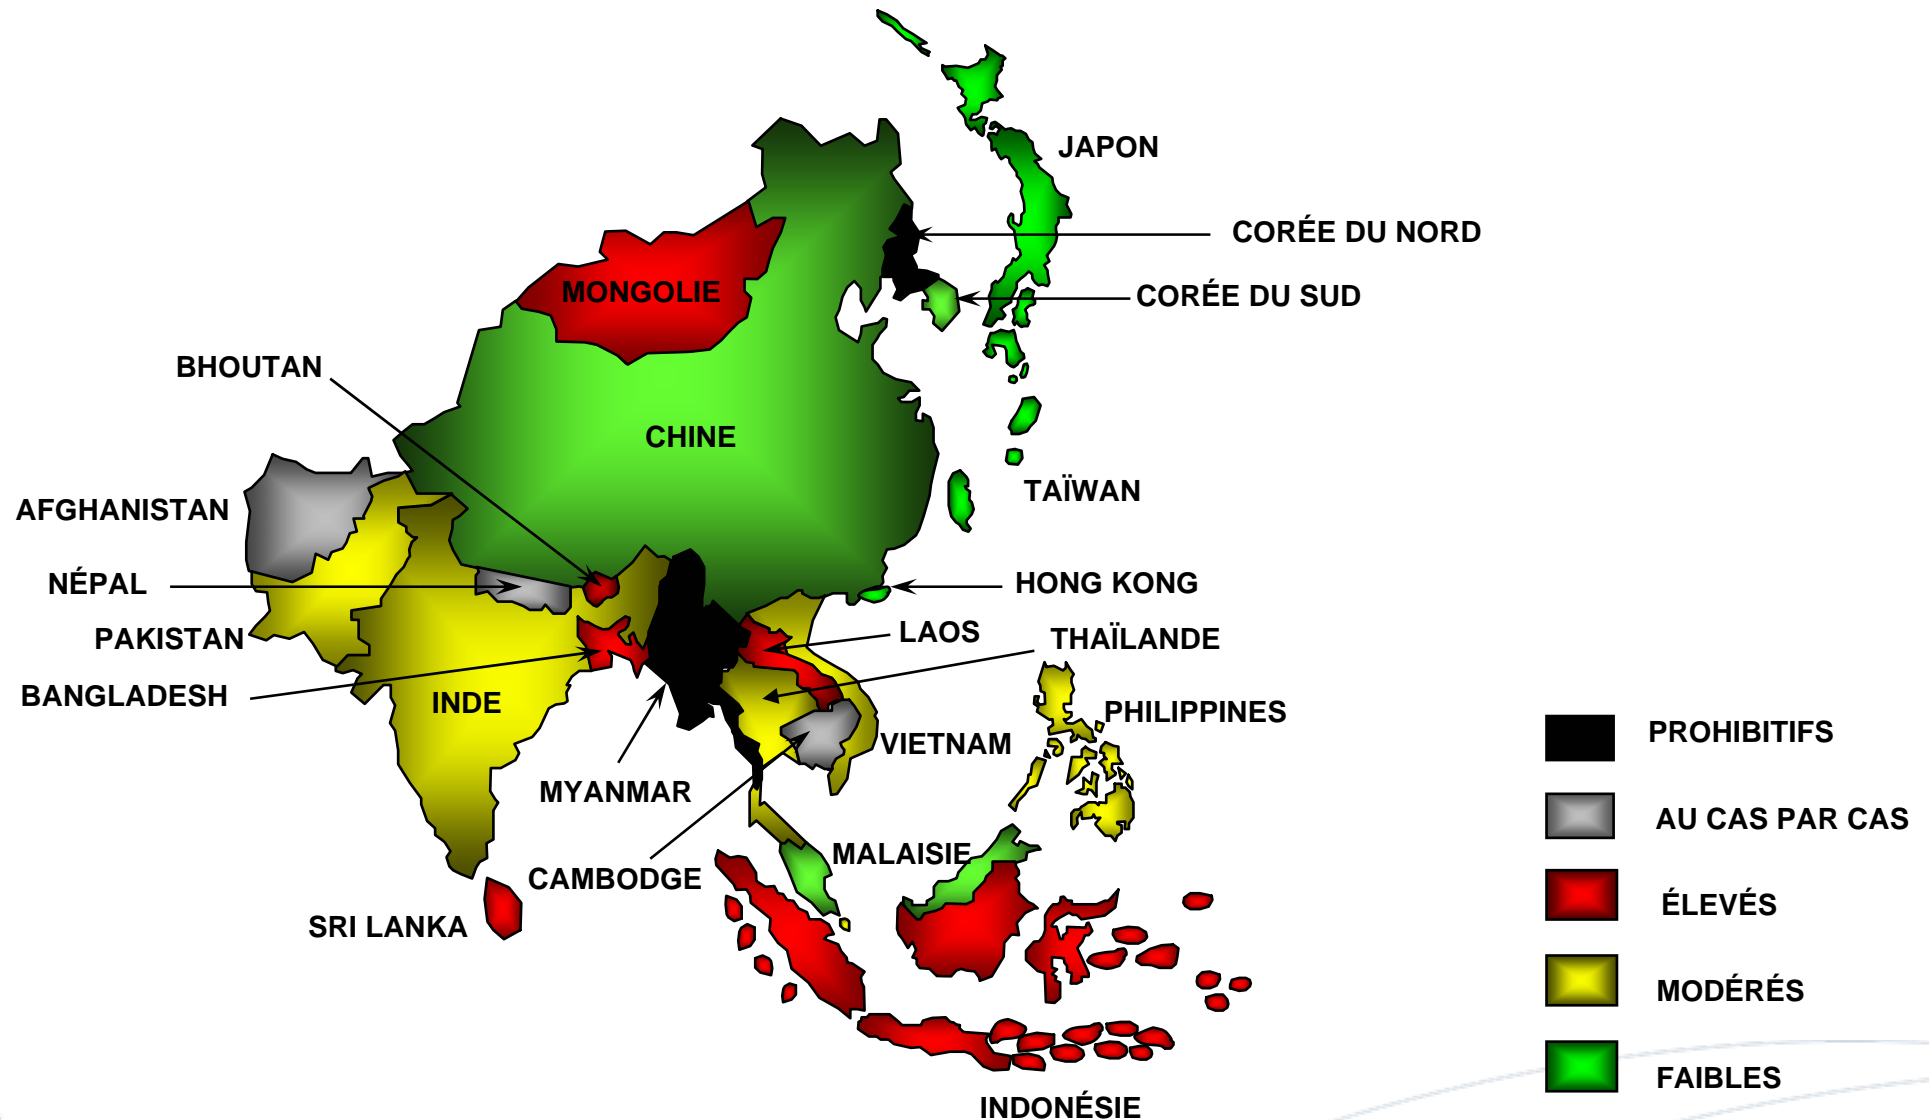 JAPON
CORÉE DU NORD
CORÉE DU SUD
MONGOLIE
BHOUTAN
CHINE
TAÏWAN
AFGHANISTAN
NÉPAL
HONG KONG
PAKISTAN
LAOS
THAÏLANDE
BANGLADESH
INDE
PHILIPPINES
VIETNAM
MYANMAR
MALAISIE
CAMBODGE
SRI LANKA
INDONÉSIE
PROHIBITIFS
AU CAS PAR CAS
ÉLEVÉS
MODÉRÉS
FAIBLES